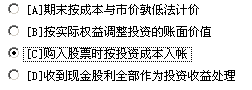 [A]期末按成本与市价孰低法计价
[B]按实际权益调整投资的账面价值
[C]购入股票时按投资成本入帐
[D]收到现金股利全部作为投资收益处理